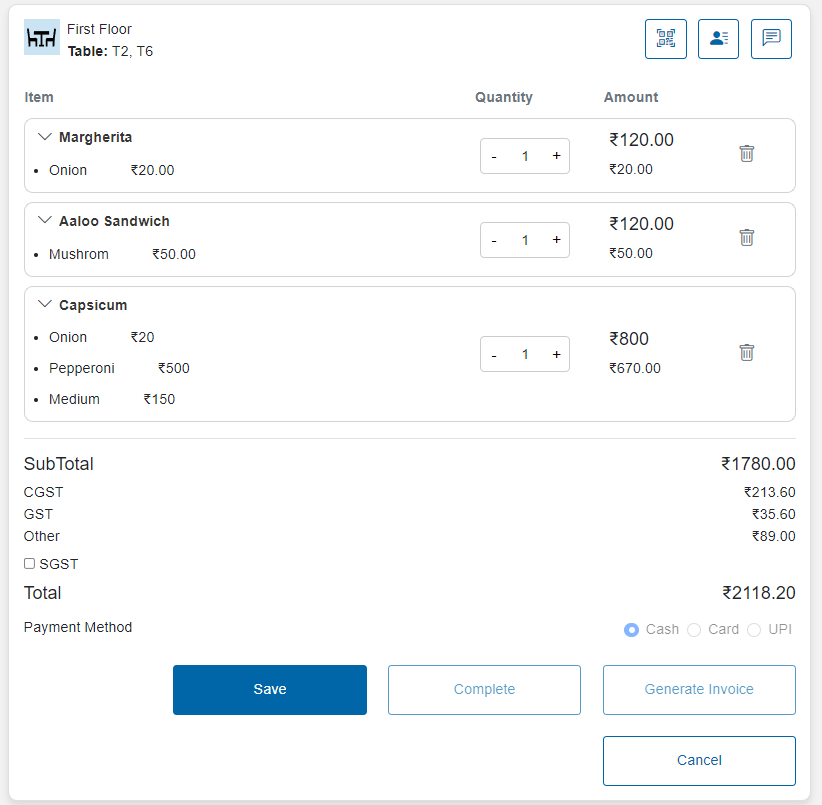 First Floor
Table: T2, T6
Item Quantity Amount
Margherita - 1 + ₹120.00
• Onion ₹20.00 ₹20.00
Aaloo Sandwich - 1 + ₹120.00
• Mushrom ₹50.00 ₹50.00
Capsicum
• Onion ₹20 - 1 + ₹800
• Pepperoni ₹500 ₹670.00
• Medium ₹150
SubTotal ₹1780.00
CGST ₹213.60
GST ₹35.60
Other ₹89.00
SGST
Total ₹2118.20
Payment Method Cash Card UPI
Save Complete Generate Invoice
Cancel